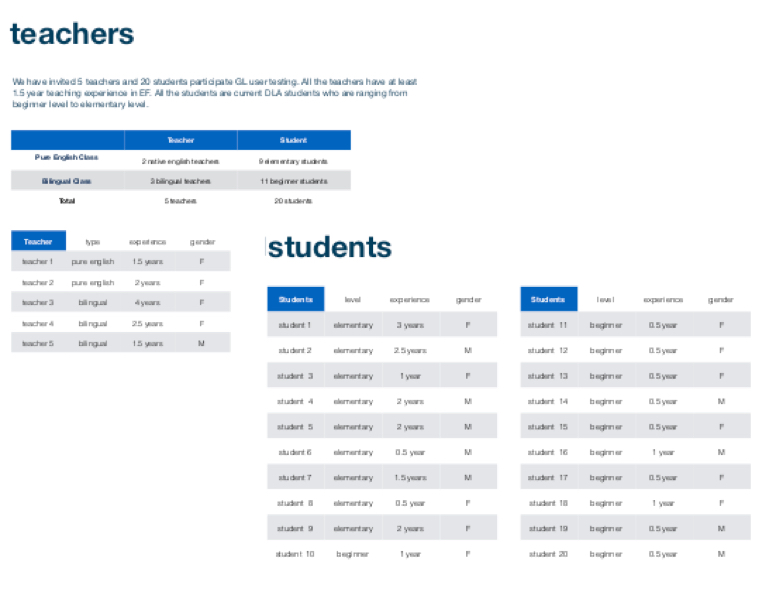 teachers
We have invited 5 teachers and 20 students participate GL user testing. All the teachers have at least
1.5 year teaching experience in EF. All the students are current DLA students who are ranging from
beginner level to elementary level.
Teacher Student
Pure English Class 2 native english teachers 9 elementary students
Bilingual Class 3 bilingual teachers 11 beginner students
Total 5 teachers 20 students
Teacher type experience gender
teacher 1 pure english 1.5 years F
teacher 2 pure english 2 years F
teacher 3 bilingual 4 years F
teacher 4 bilingual 2.5 years F
teacher 5 bilingual 1.5 years M
students
Students level experience gender
student 1 elementary 3 years F
student 2 elementary 2.5 years M
student 3 elementary 1 year F
student 4 elementary 2 years M
student 5 elementary 2 years M
student 6 elementary 0.5 year M
student 7 elementary 1.5 years M
student 8 elementary 0.5 year F
student 9 elementary 2 years F
student 10 beginner 1 year F
Students level experience gender
student 11 beginner 0.5 year F
student 12 beginner 0.5 year F
student 13 beginner 0.5 year F
student 14 beginner 0.5 year M
student 15 beginner 0.5 year F
student 16 beginner 1 year M
student 17 beginner 0.5 year F
student 18 beginner 1 year F
student 19 beginner 0.5 year M
student 20 beginner 0.5 year M